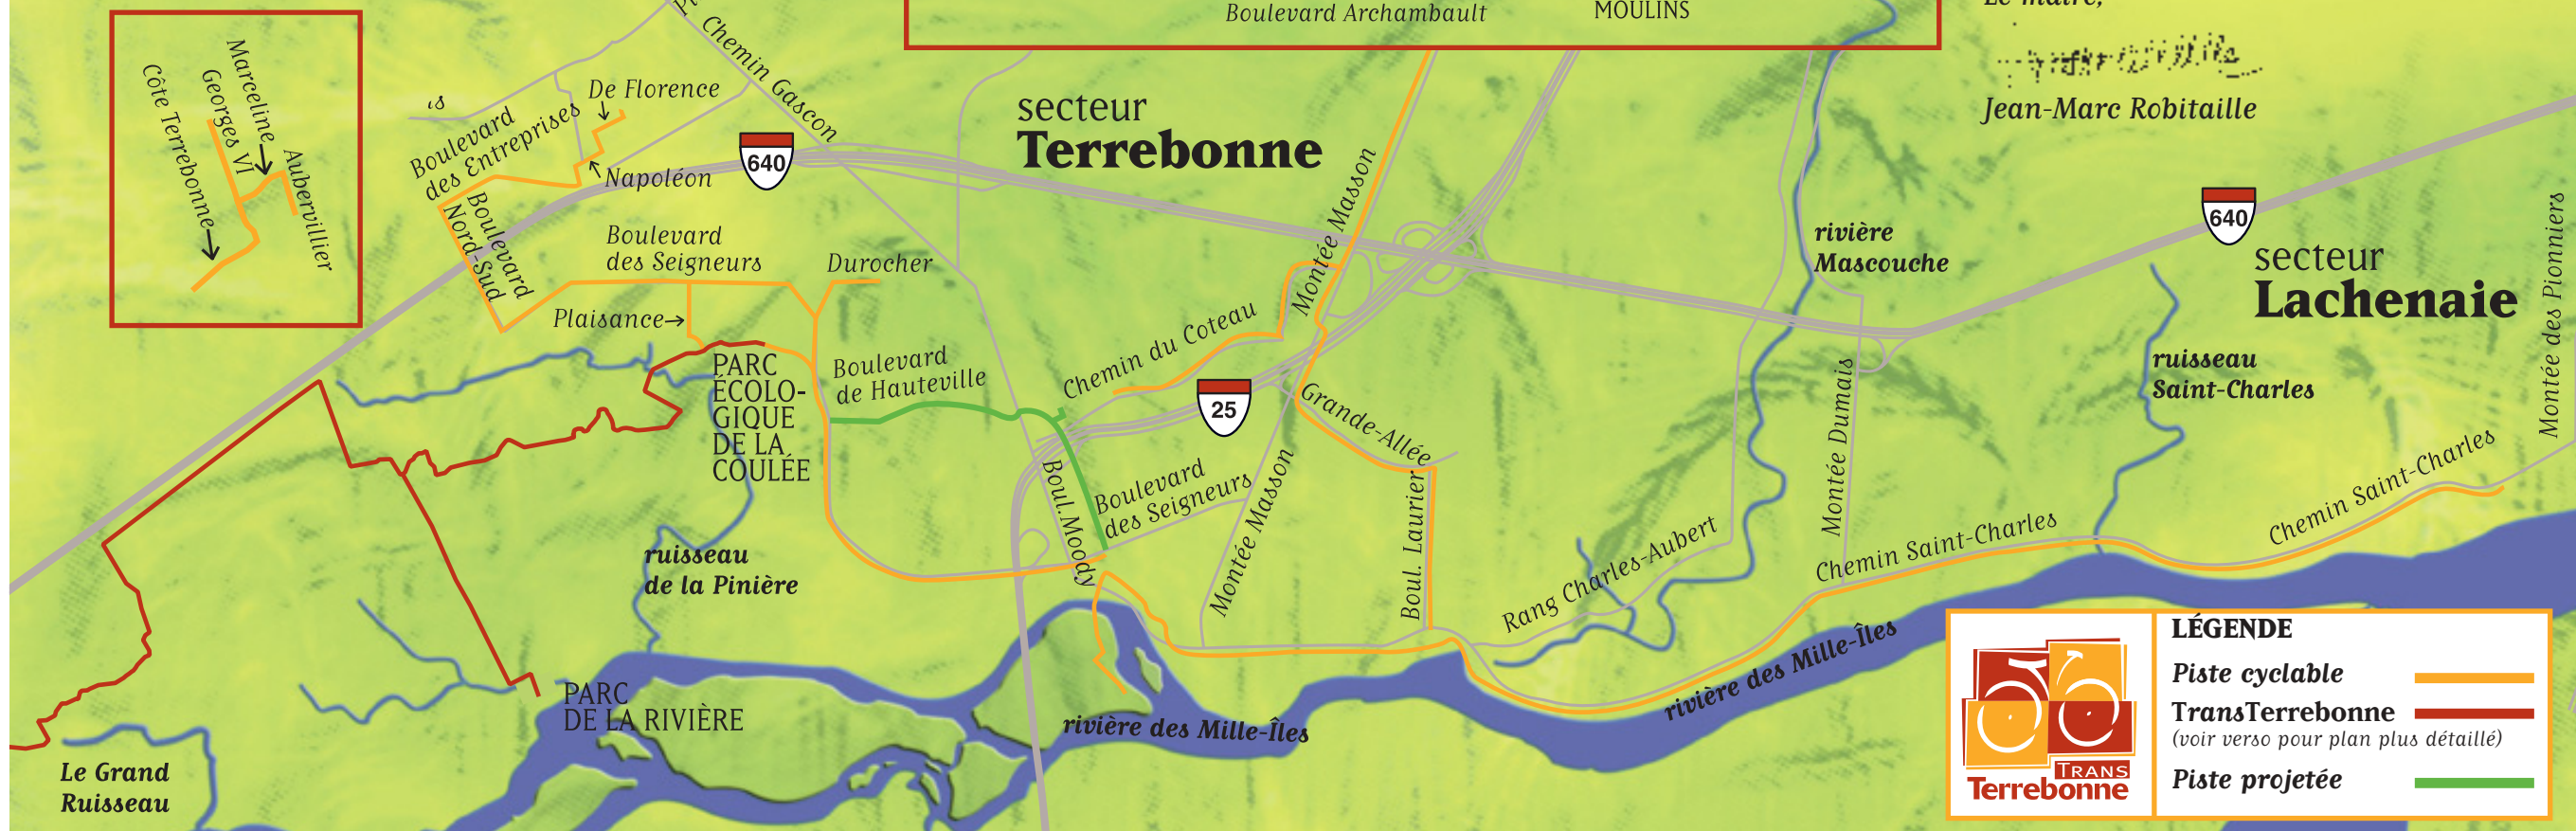 Boulevard Archambault
MOULINS
Le maire,
Jean-Marc Robitaille
Côte Terrebonne
Georges VI
Marceline
Aubervillier
is
Boulevard
des Entreprises
De Florence
Napoléon
Chemin Gascon
640
secteur
Terrebonne
Montée Masson
rivière
Mascouche
640
secteur
Lachenaie
Montée des Pionniers
Boulevard
Nord-Sud
Boulevard
des Seigneurs
Durocher
Plaisance
PARC
ÉCOLO-
GIQUE
DE LA
COULÉE
Boulevard
de Hauteville
Chemin du Coteau
25
Grande-Allée
Boul. Moody
Boulevard
des Seigneurs
Montée Masson
Boul. Laurier
Rang Charles-Aubert
Montée Dumais
ruisseau
Saint-Charles
Chemin Saint-Charles
Chemin Saint-Charles
ruisseau
de la Pinière
PARC
DE LA RIVIÈRE
rivière des Mille-Îles
rivière des Mille-Îles
Le Grand
Ruisseau
LÉGENDE
Piste cyclable
TransTerrebonne
(voir verso pour plan plus détaillé)
Piste projetée
TRANS
Terrebonne